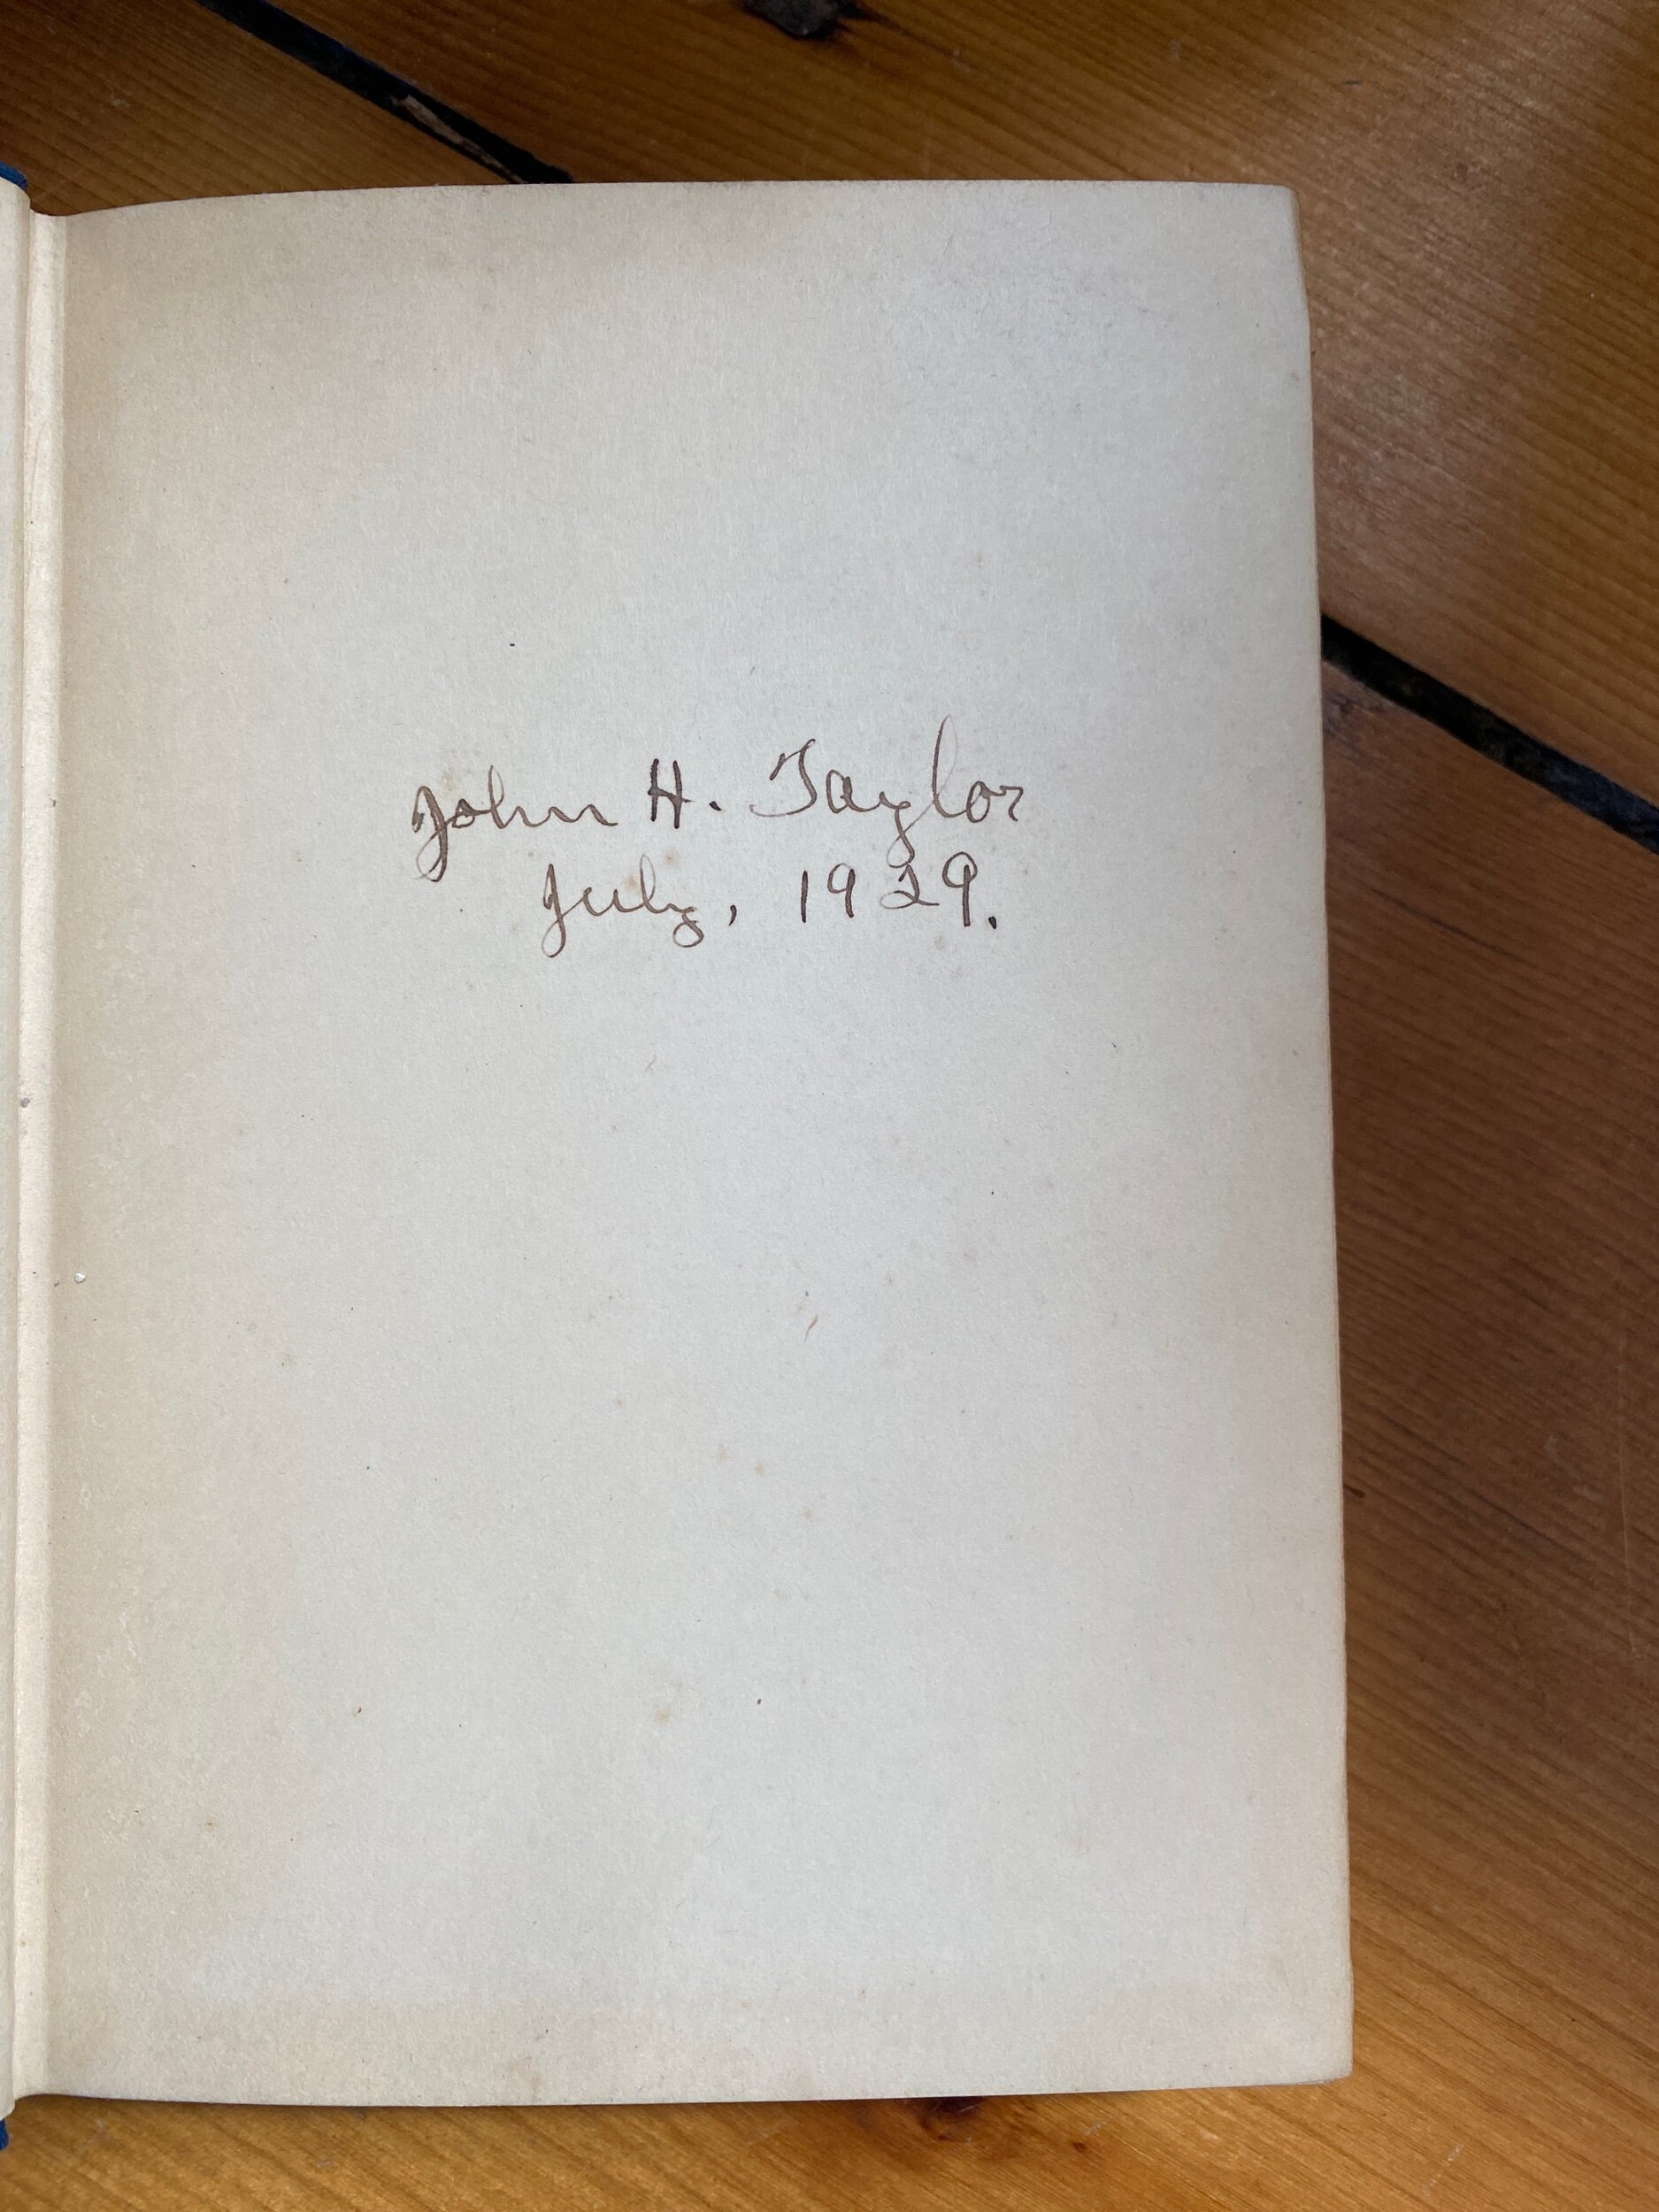 John H. Taylor
July, 1929.